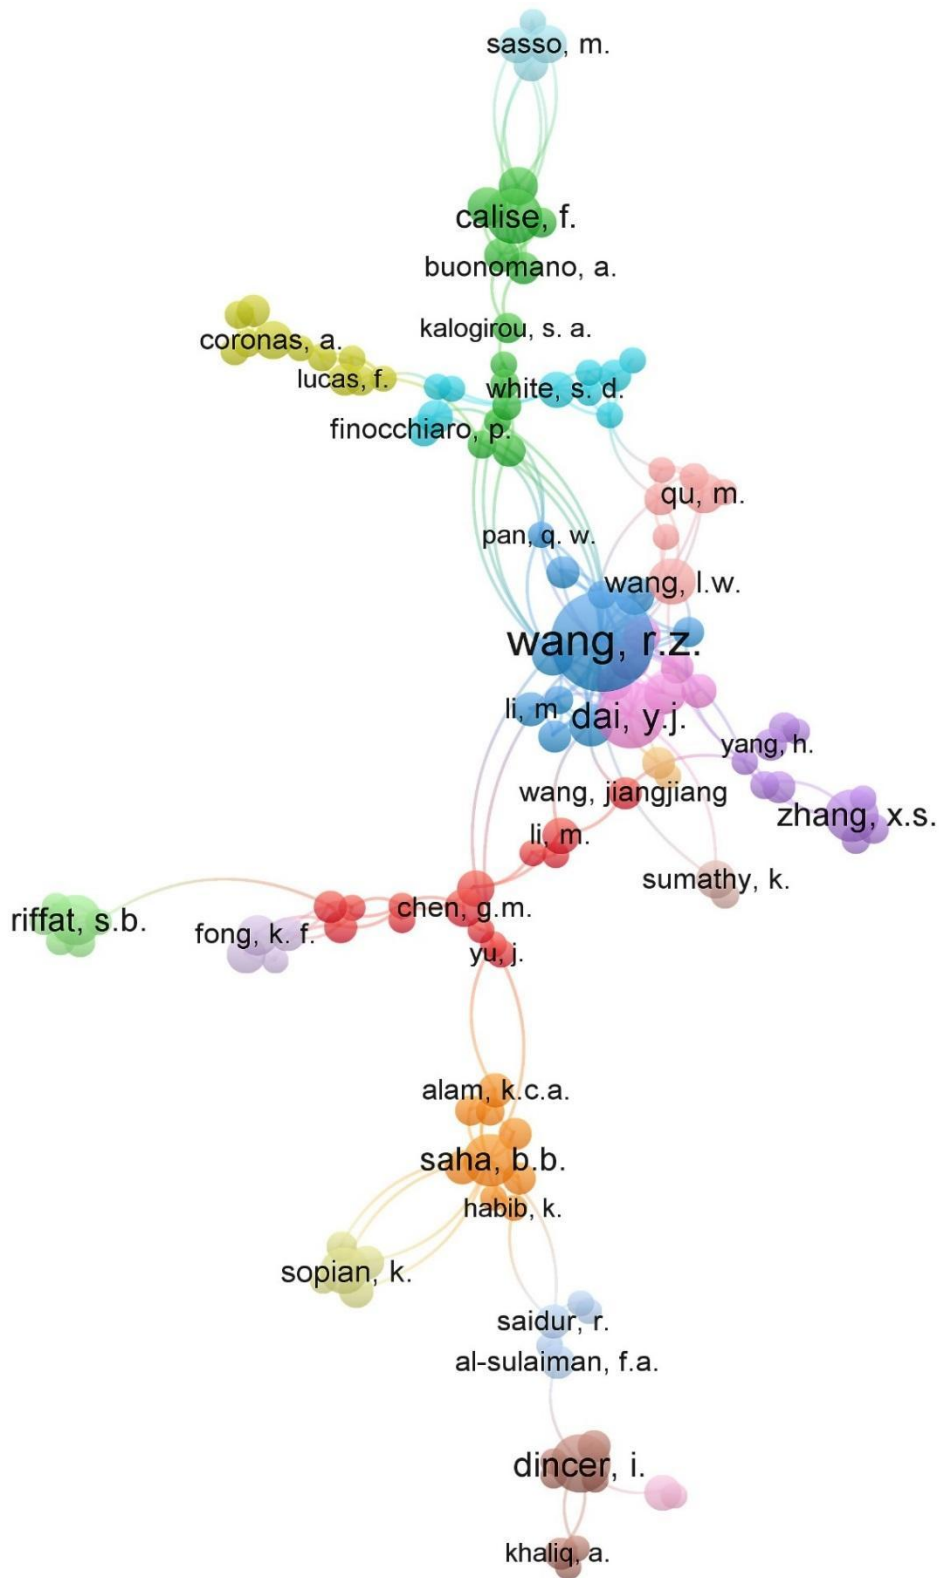 sasso, m.
calise, f.
buonomano, a.
kalogirou, s. a.
coronas, a.
lucas, f.
white, s. d.
finocchiaro, p.
qu, m.
pan, q. w.
wang, l.w.
wang, r.z.
li, m
dai, y.j.
yang, h.
wang, jiangjiang
zhang, x.s.
li, m.
sumathy, k.
chen, g.m.
riffat, s.b.
fong, k. f.
yu, j.
alam, k.c.a.
saha, b.b.
habib, k.
sopian, k.
saidur, r.
al-sulaiman, f.a.
dincer, i.
khaliq, a.